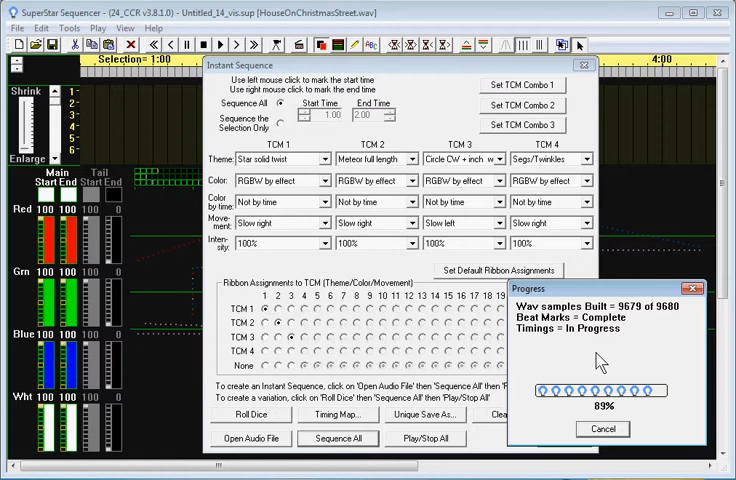 SuperStar Sequencer - (24_CCR v3.8.1.0) - Untitled_14_vis.sup [HouseOnChristmasStreet.wav]
File Edit Tools Play View Help
Selection= 1:00
4:00
Shrink
Enlarge
1
2
3
4
5
6
7
8
Main
Start End
Tail
Start End
Red 100 100 0 0
Grn 100 100 0 0
Blue 100 100 0 0
Wht 100 100 0 0
Instant Sequence
Use left mouse click to mark the start time
Use right mouse click to mark the end time
Sequence All
Start Time
End Time
1.00
2.00
Sequence the
Selection Only
Set TCM Combo 1
Set TCM Combo 2
Set TCM Combo 3
TCM 1 TCM 2 TCM 3 TCM 4
Theme: Star solid twist Meteor full length Circle CW + inch w Segs/Twinkles
Color: RGBW by effect RGBW by effect RGBW by effect RGBW by effect
Color
by time: Not by time Not by time Not by time Not by time
Move-
ment: Slow right Slow right Slow left Slow right
Inten-
sity: 100% 100% 100% 100%
Set Default Ribbon Assignments
Ribbon Assignments to TCM (Theme/Color/Movement)
1 2 3 4 5 6 7 8 9 10 11 12 13 14 15 16 17 18 19
TCM 1
TCM 2
TCM 3
TCM 4
None
To create an Instant Sequence, click on 'Open Audio File' then 'Sequence All', then 'P
To create a variation, click on 'Roll Dice' then 'Sequence All' then 'Play/S
Roll Dice Timing Map... Unique Save As... Clea
Open Audio File Sequence All Play/Stop All
Progress
Wav samples Built = 9679 of 9680
Beat Marks = Complete
Timings = In Progress
89%
Cancel